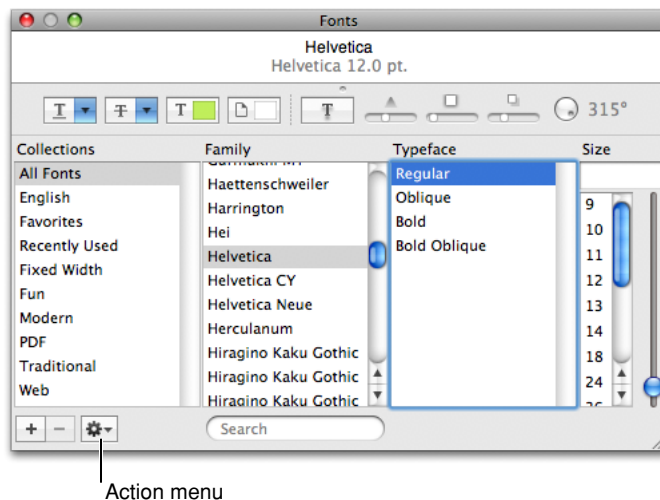 Fonts
Helvetica
Helvetica 12.0 pt.
T T T T 315°
Collections Family Typeface Size
All Fonts
English
Favorites
Recently Used
Fixed Width
Fun
Modern
PDF
Traditional
Web
Haettenschweiler
Harrington
Hei
Helvetica
Helvetica CY
Helvetica Neue
Herculanum
Hiragino Kaku Gothic
Hiragino Kaku Gothic
Hiragino Kaku Gothic
Regular
Oblique
Bold
Bold Oblique
9
10
11
12
13
14
18
24
Search
Action menu